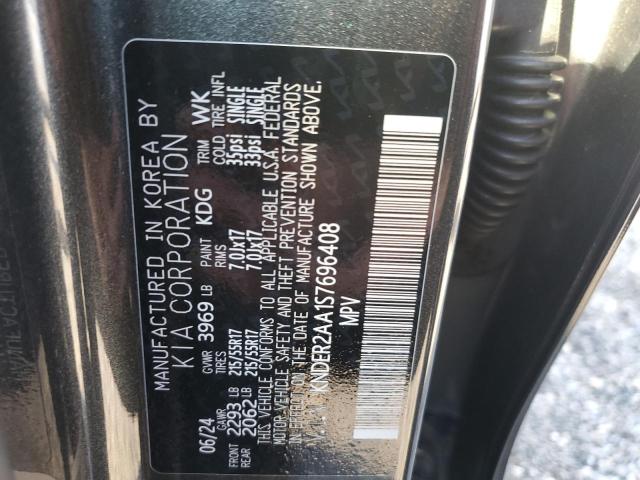 MANUFACTURED IN KOREA BY
KIA CORPORATION
06/24 GVWR 3969 LB PAINT KDG TRIM WK
GAWR TIRES RIMS COLD TIRE INFL
FRONT 2293 LB 215/55R17 7.0Jx17 35psi SINGLE
REAR 2062 LB 215/55R17 7.0Jx17 33psi SINGLE
THIS VEHICLE CONFORMS TO ALL APPLICABLE U.S.A. FEDERAL
MOTOR-VEHICLE SAFETY AND THEFT PREVENTION STANDARDS
IN EFFECT ON THE DATE OF MANUFACTURE SHOWN ABOVE.
V.I.N. KNDER2AA1S7696408
MPV